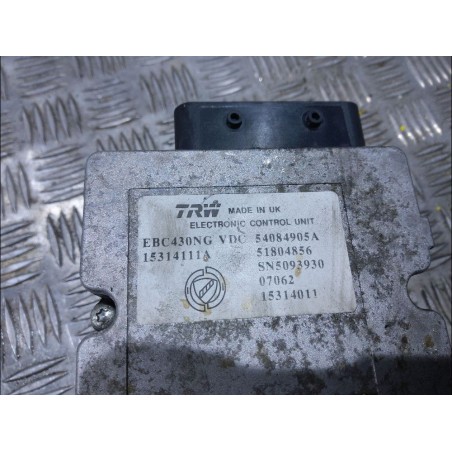 TRW MADE IN UK
ELECTRONIC CONTROL UNIT
EBC430NG VDC 54084905A
15314111A 51804856
SN5093930
07062
15314011